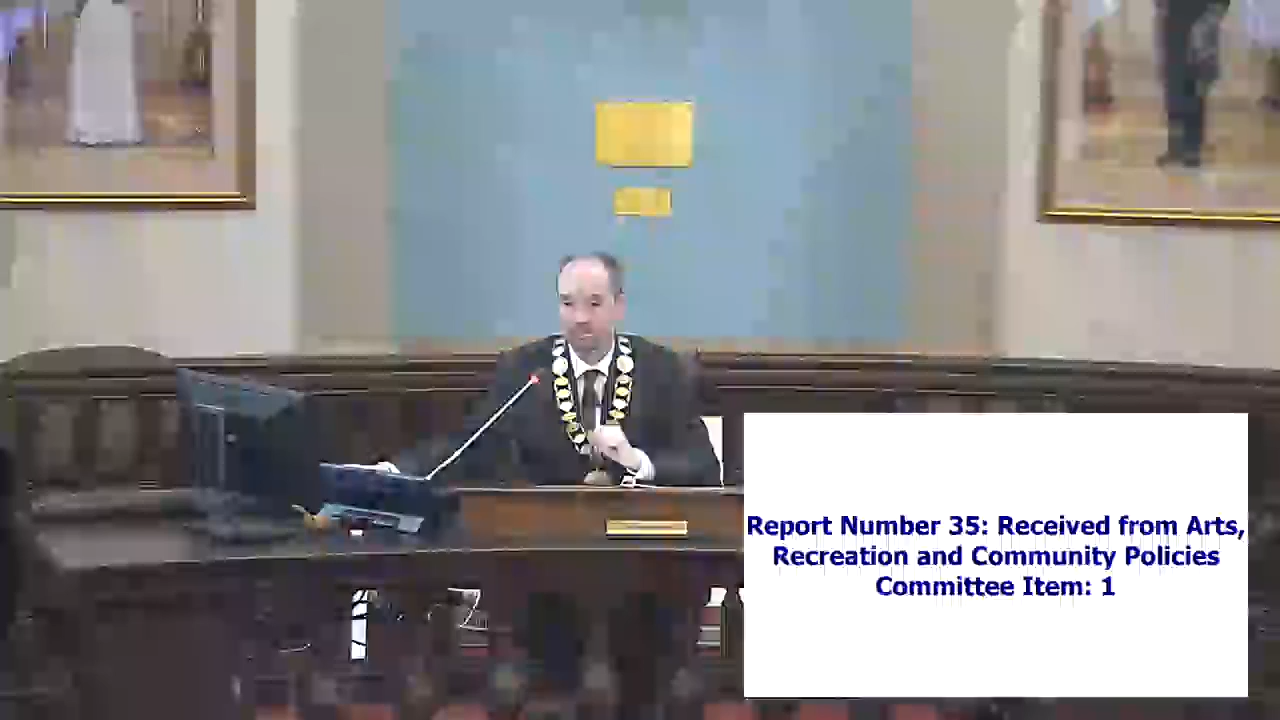 Report Number 35: Received from Arts,
Recreation and Community Policies
Committee Item: 1